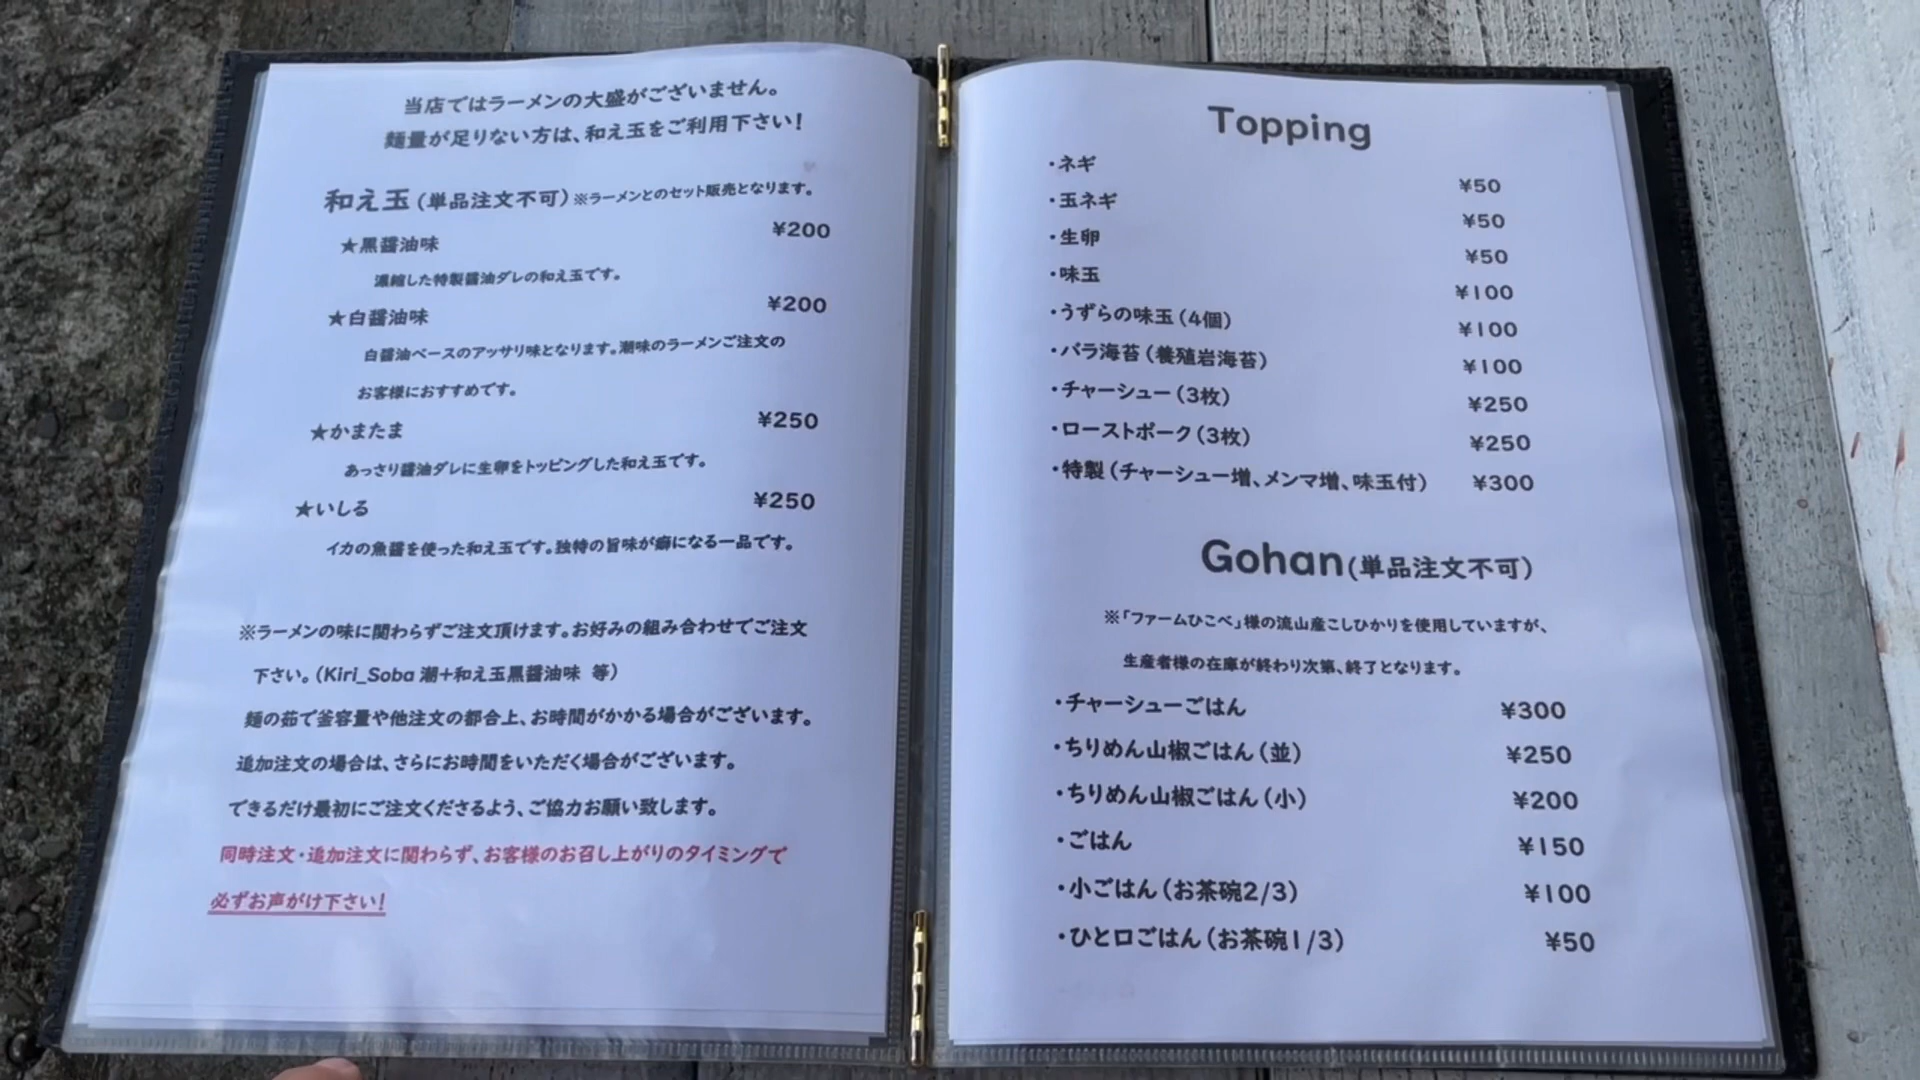 当店ではラーメンの大盛がございません。
麺量が足りない方は、和え玉をご利用下さい!
和え玉(単品注文不可)※ラーメンとのセット販売となります。
★黒醤油味 ¥200
濃縮した特製醤油ダレの和え玉です。
★白醤油味 ¥200
白醤油ベースのアッサリ味となります。潮味のラーメンご注文の
お客様におすすめです。
★かまたま ¥250
あっさり醤油ダレに生卵をトッピングした和え玉です。
★いしる ¥250
イカの魚醤を使った和え玉です。独特の旨味が癖になる一品です。
※ラーメンの味に関わらずご注文頂けます。お好みの組み合わせでご注文
下さい。(Kiri_Soba 潮+和え玉黒醤油味 等)
麺の茹で釜容量や他注文の都合上、お時間がかかる場合がございます。
追加注文の場合は、さらにお時間をいただく場合がございます。
できるだけ最初にご注文くださるよう、ご協力お願い致します。
同時注文・追加注文に関わらず、お客様のお召し上がりのタイミングで
必ずお声がけ下さい!
Topping
・ネギ ¥50
・玉ネギ ¥50
・生卵 ¥50
・味玉 ¥100
・うずらの味玉(4個) ¥100
・バラ海苔(養殖岩海苔) ¥100
・チャーシュー(3枚) ¥250
・ローストポーク(3枚) ¥250
・特製(チャーシュー増、メンマ増、味玉付) ¥300
Gohan(単品注文不可)
※「ファームひこべ」様の流山産こしひかりを使用していますが、
生産者様の在庫が終わり次第、終了となります。
・チャーシューごはん ¥300
・ちりめん山椒ごはん(並) ¥250
・ちりめん山椒ごはん(小) ¥200
・ごはん ¥150
・小ごはん(お茶碗2/3) ¥100
・ひと口ごはん(お茶碗1/3) ¥50